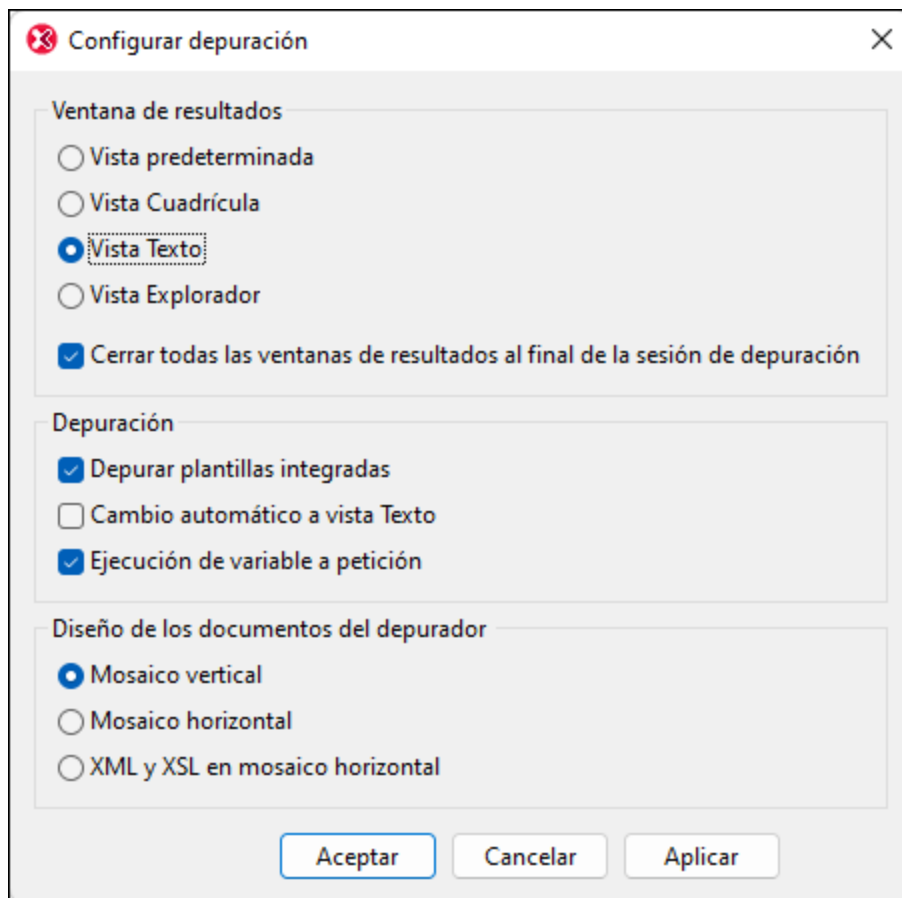 Configurar depuración
Ventana de resultados
Vista predeterminada
Vista Cuadrícula
Vista Texto
Vista Explorador
Cerrar todas las ventanas de resultados al final de la sesión de depuración
Depuración
Depurar plantillas integradas
Cambio automático a vista Texto
Ejecución de variable a petición
Diseño de los documentos del depurador
Mosaico vertical
Mosaico horizontal
XML y XSL en mosaico horizontal
Aceptar Cancelar Aplicar